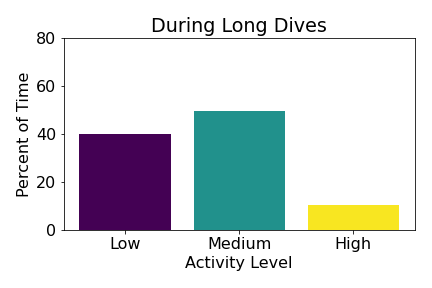 During Long Dives
80
60
40
20
0
Percent of Time
Low Medium High
Activity Level